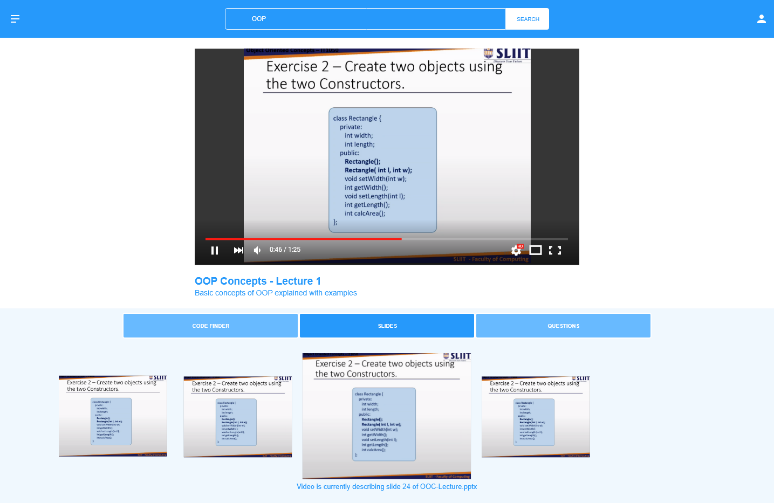 OOP
SEARCH
SLIIT
Exercise 2 – Create two objects using
the two Constructors.
class Rectangle {
private:
int width;
int length;
public:
Rectangle();
Rectangle( int l, int w);
void setWidth(int w);
int getWidth();
void setLength(int l);
int getLength();
int calcArea();
};
0:46 / 1:25
HD
SLIIT - Faculty of Computing
OOP Concepts - Lecture 1
Basic concepts of OOP explained with examples
CODE FINDER
SLIDES
QUESTIONS
SLIIT
Exercise 2 – Create two objects using
the two Constructors.
SLIIT
Exercise 2 – Create two objects using
the two Constructors.
SLIIT
Exercise 2 – Create two objects using
the two Constructors.
class Rectangle {
private:
int width;
int length;
public:
Rectangle();
Rectangle( int l, int w);
void setWidth(int w);
int getWidth();
void setLength(int l);
int getLength();
int calcArea();
};
SLIIT
Exercise 2 – Create two objects using
the two Constructors.
Video is currently describing slide 24 of OOC-Lecture.pptx